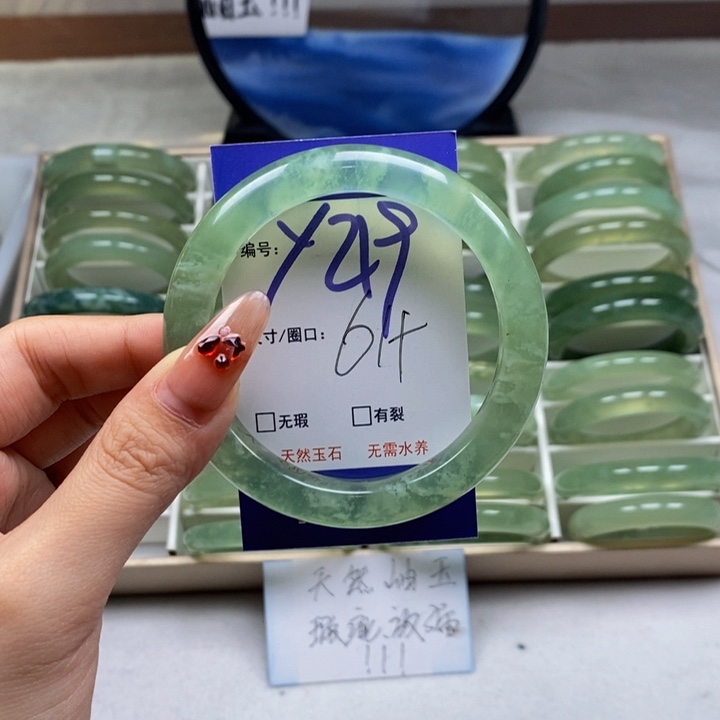 !!!
编号: Y29
寸/圈口: 64
□无瑕 □有裂
天然玉石 无需水养
天然岫玉
!!!